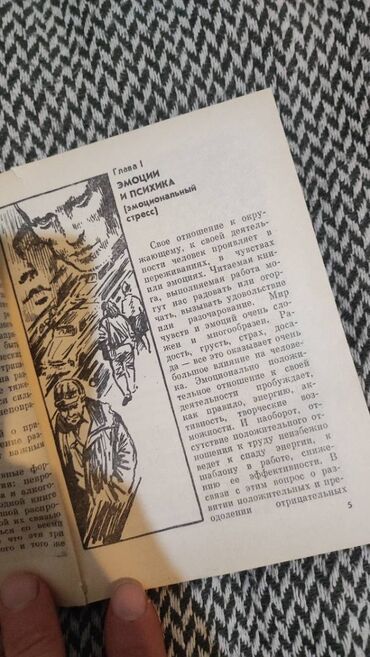 Глава I
ЭМОЦИИ
И ПСИХИКА
(эмоциональный
стресс)
Свое отношение к окру-
жающему, к своей деятель-
ности человек проявляет в
переживаниях, в чувствах
или эмоциях. Читаемая кни-
га, выполняемая работа мо-
гут нас радовать или огор-
чать, вызывать удовольствие
или разочарование. Мир
чувств и эмоций очень сло-
жен и многообразен. Ра-
дость, грусть, страх, доса-
да — все это оказывает очень
большое влияние на челове-
ка. Эмоционально положи-
тельное отношение к своей
деятельности пробуждает,
как правило, энергию, ак-
тивность, творческие воз-
можности. И наоборот, от-
сутствие положительного от-
ношения к труду неизбежно
ведет к спаду энергии, к
шаблону в работе, сниже-
нию ее эффективности. В
связи с этим вопрос о раз-
витии положительных и пре-
одолении отрицательных
5